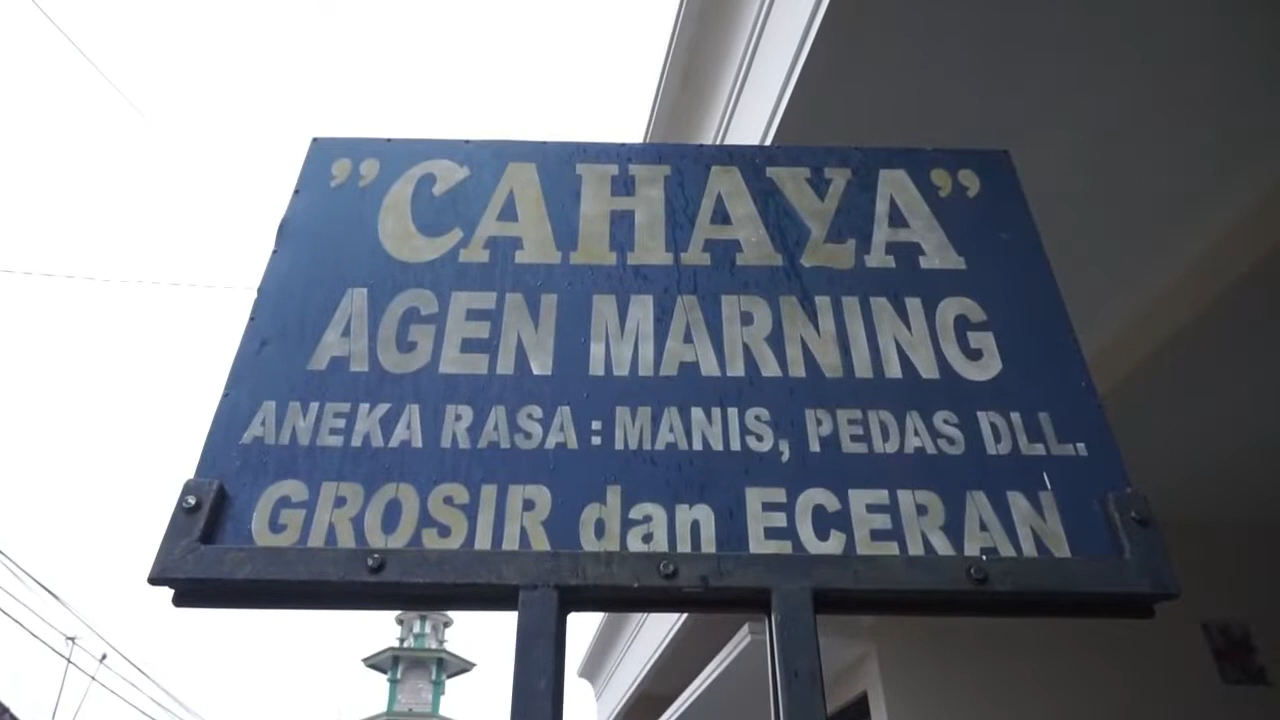 "CAHAYA"
AGEN MARNING
ANEKA RASA : MANIS, PEDAS DLL.
GROSIR dan ECERAN